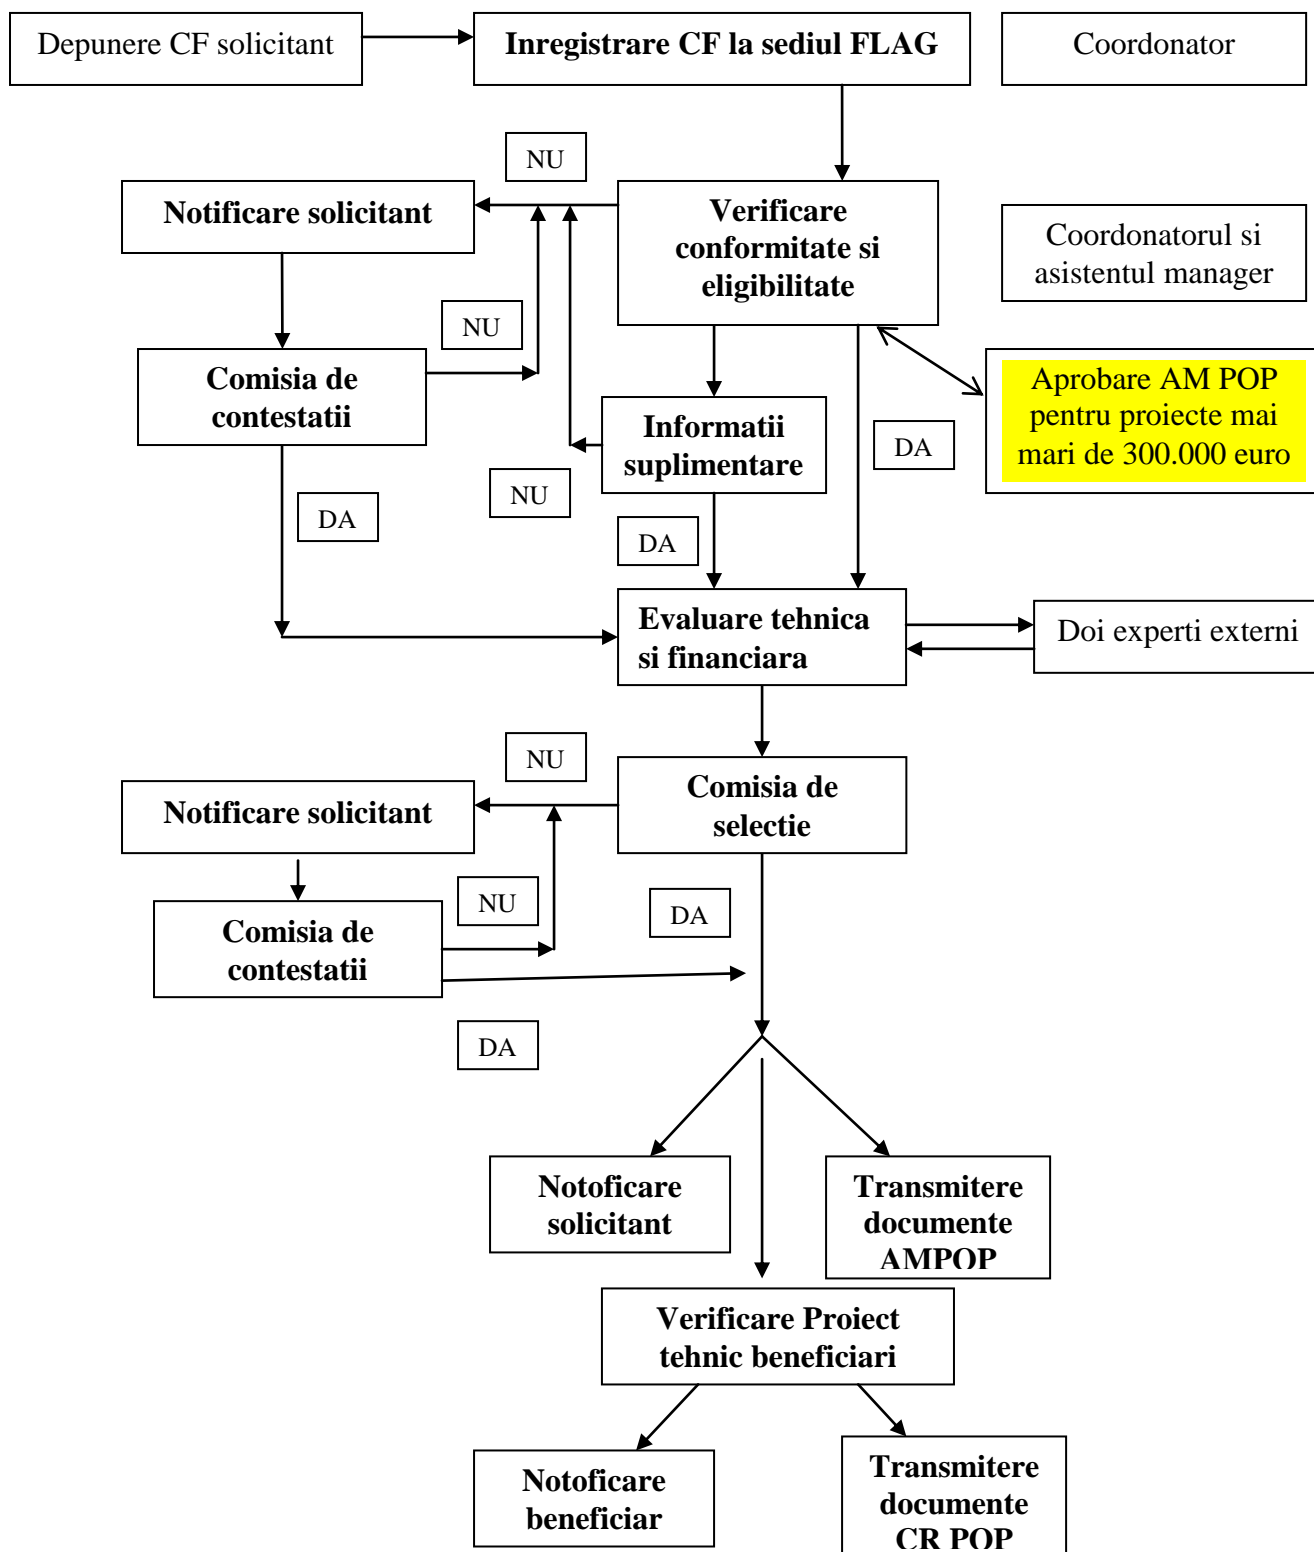 Depunere CF solicitant
Inregistrare CF la sediul FLAG
Coordonator
NU
Notificare solicitant
Verificare
conformitate si
eligibilitate
Coordonatorul si
asistentul manager
NU
Comisia de
contestatii
Aprobare AM POP
pentru proiecte mai
mari de 300.000 euro
Informatii
suplimentare
DA
NU
DA
DA
Evaluare tehnica
si financiara
Doi experti externi
NU
Comisia de
selectie
Notificare solicitant
NU
DA
Comisia de
contestatii
DA
Notoficare
solicitant
Transmitere
documente
AMPOP
Verificare Proiect
tehnic beneficiari
Notoficare
beneficiar
Transmitere
documente
CR POP